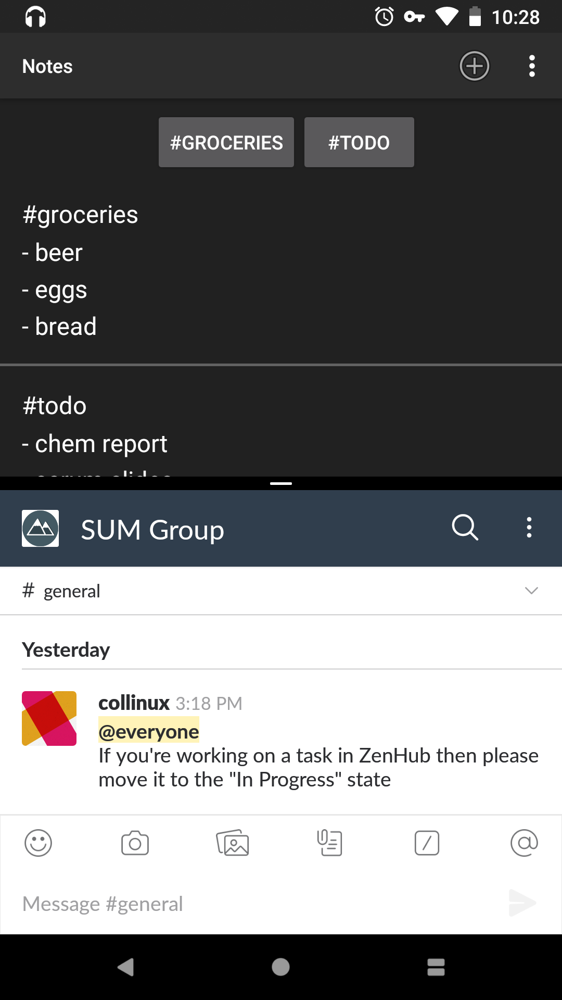 10:28
Notes
#GROCERIES #TODO
#groceries
- beer
- eggs
- bread
#todo
- chem report
SUM Group
# general
Yesterday
collinux 3:18 PM
@everyone
If you're working on a task in ZenHub then please
move it to the "In Progress" state
Message #general